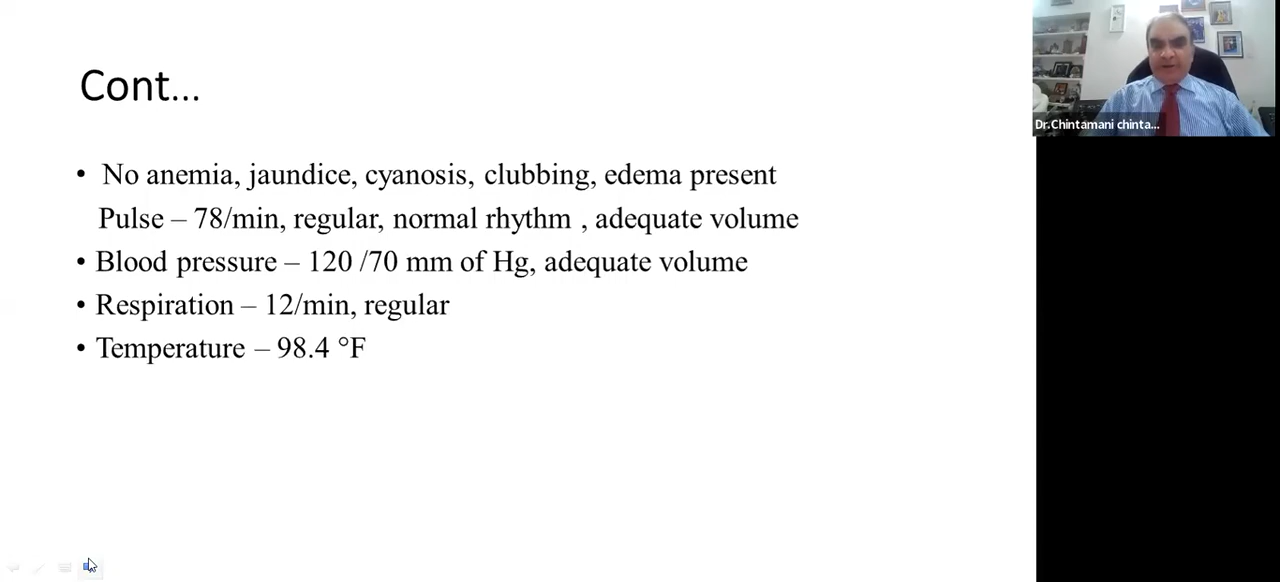 Cont...
• No anemia, jaundice, cyanosis, clubbing, edema present
Pulse – 78/min, regular, normal rhythm , adequate volume
• Blood pressure – 120 /70 mm of Hg, adequate volume
• Respiration – 12/min, regular
• Temperature – 98.4 °F
Dr.Chintamani chinta...